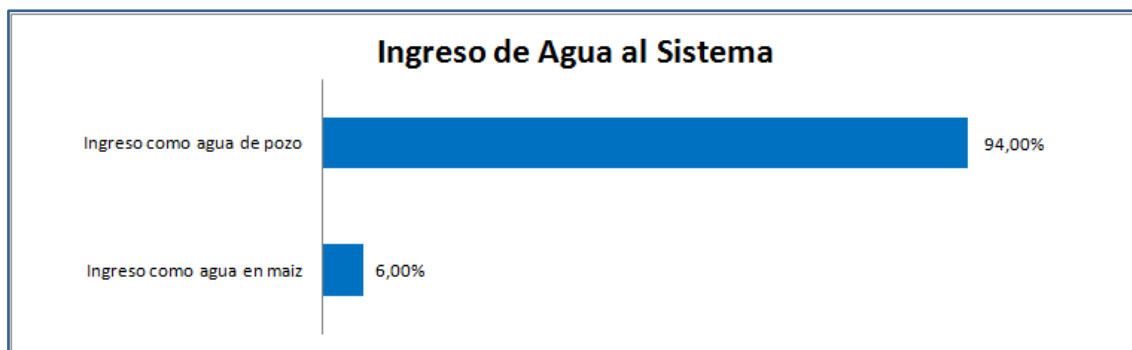 Ingreso de Agua al Sistema
Ingreso como agua de pozo
94,00%
Ingreso como agua en maiz
6,00%